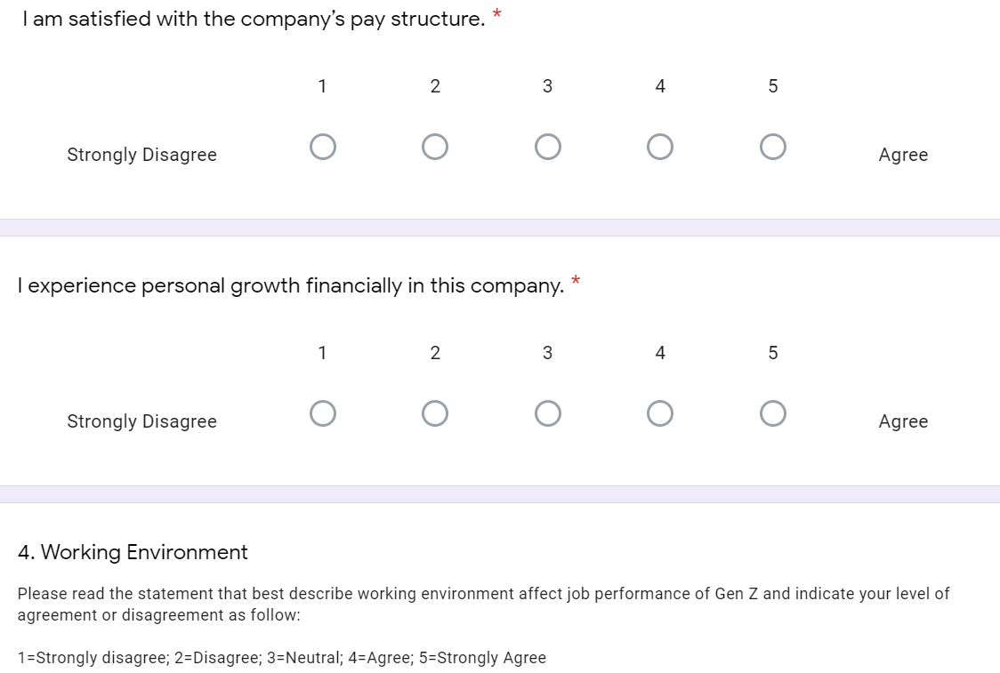 I am satisfied with the company’s pay structure. *
1 2 3 4 5
Strongly Disagree Agree
I experience personal growth financially in this company. *
1 2 3 4 5
Strongly Disagree Agree
4. Working Environment
Please read the statement that best describe working environment affect job performance of Gen Z and indicate your level of
agreement or disagreement as follow:
1=Strongly disagree; 2=Disagree; 3=Neutral; 4=Agree; 5=Strongly Agree